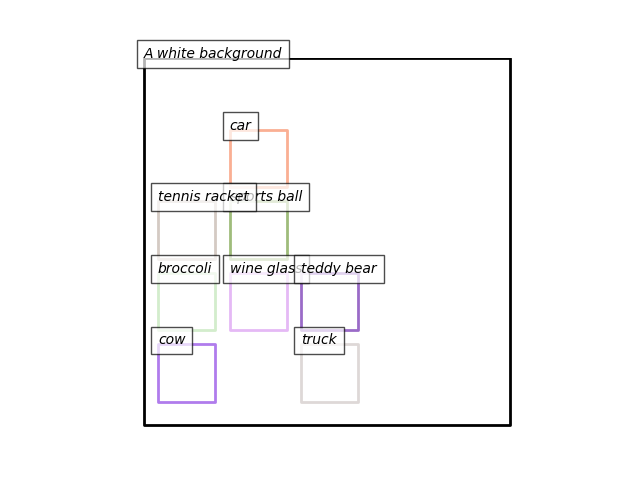 A white background
car
tennis racket
sports ball
broccoli
wine glass
teddy bear
cow
truck